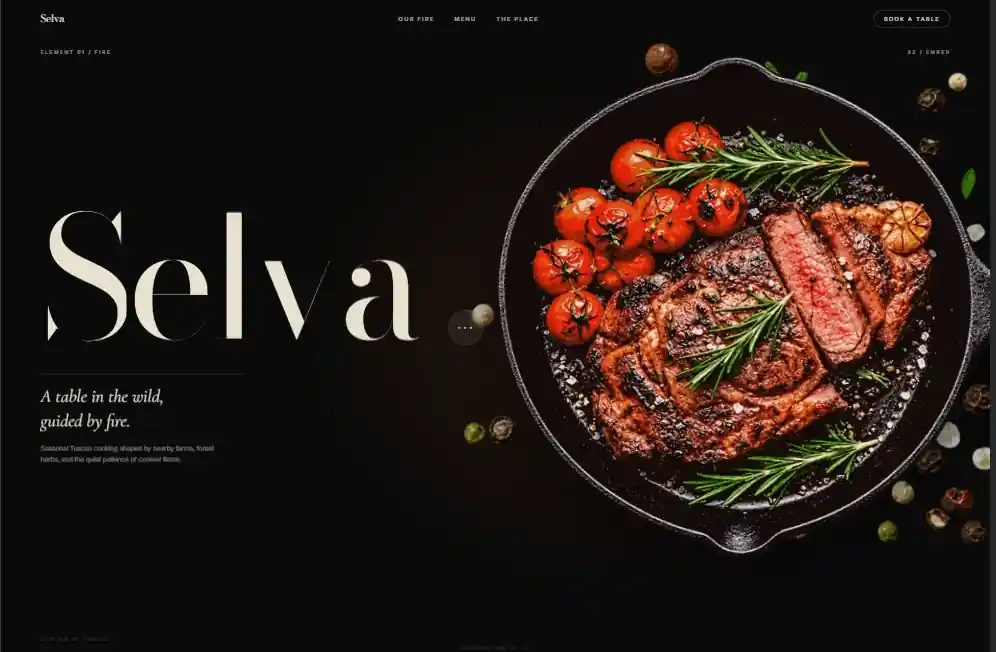 Selva
OUR FIRE
MENU
THE PLACE
BOOK A TABLE
ELEMENT 01 / FIRE
02 / EMBER
Selva
A table in the wild,
guided by fire.
Seasonal Tuscan cooking shaped by nearby farms, forest
herbs, and the quiet patience of cooked flame.